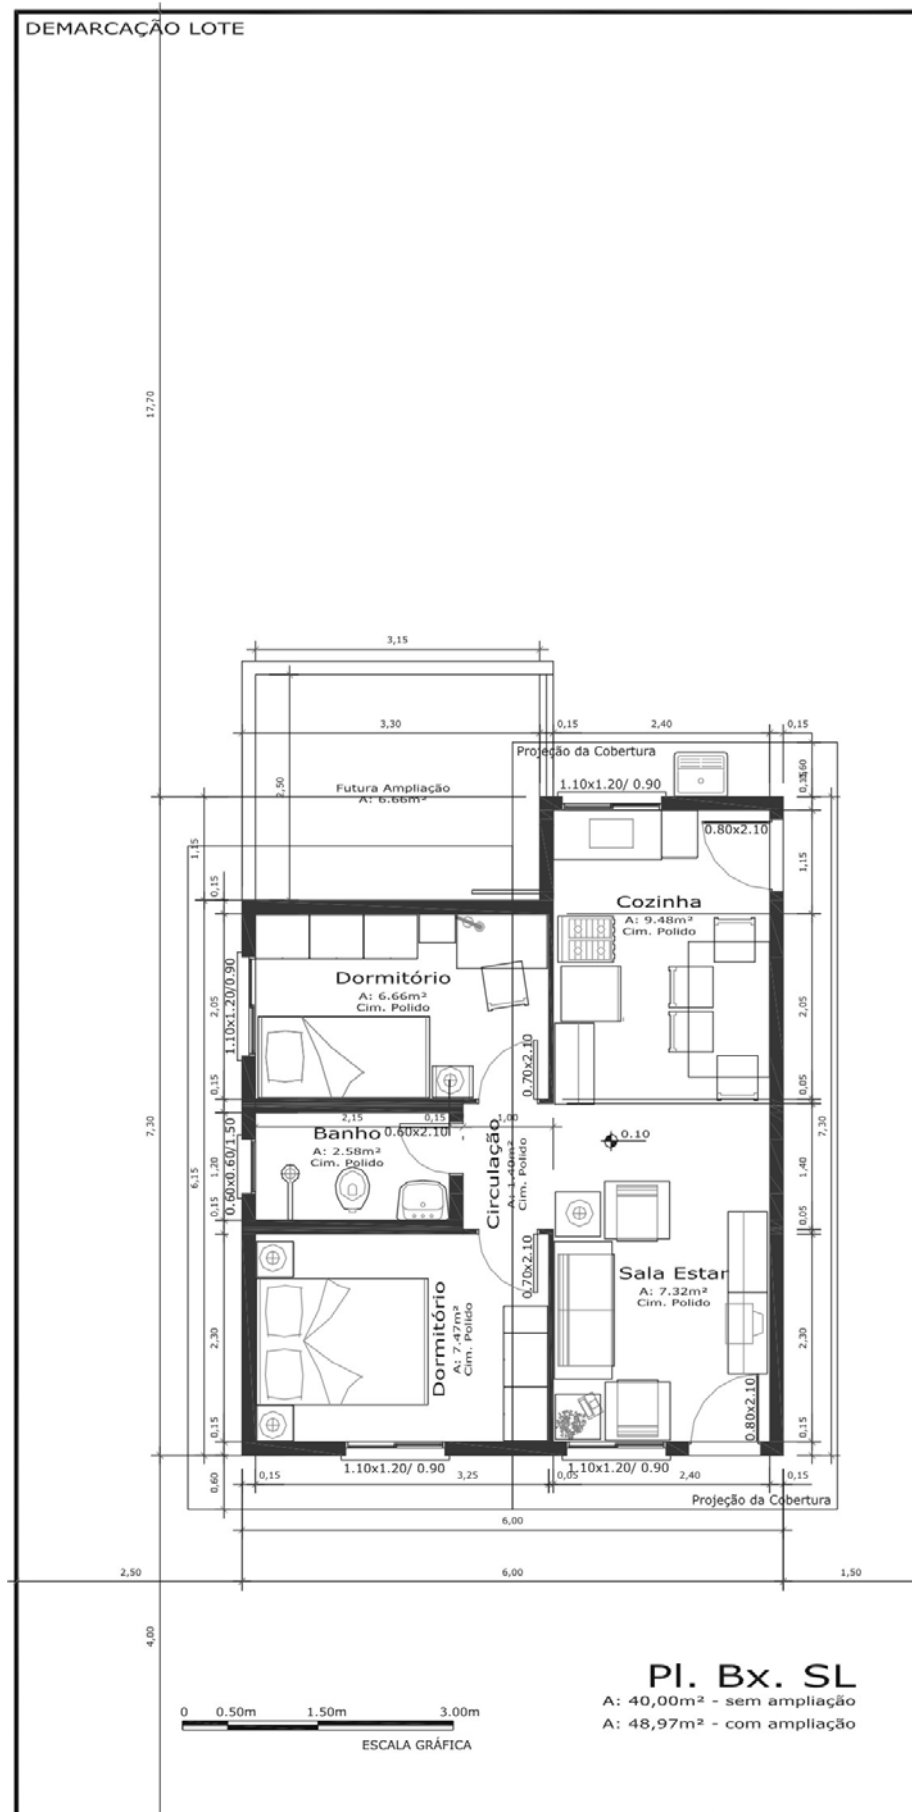 DEMARCAÇÃO LOTE
17,70
3,15
3,30
0,15
2,40
0,15
Projeção da Cobertura
0,60
0,15
2,50
Futura Ampliação
A: 6.66m²
1.10x1.20/ 0.90
0.80x2.10
1,15
0,15
1,15
Cozinha
A: 9.48m²
Cim. Polido
Dormitório
A: 6.66m²
Cim. Polido
1.10x1.20/0.90
2,05
2,05
0.70x2.10
0,15
0,05
7,30
2,15
0,15
1,00
7,30
0.60x2.10
Banho
A: 2.58m²
Cim. Polido
0.60x0.60/1.50
1,20
6,15
Circulação
A: 1.40m²
Cim. Polido
0.10
1,40
0,15
0,05
0.70x2.10
Sala Estar
A: 7.32m²
Cim. Polido
Dormitório
A: 7.47m²
Cim. Polido
2,30
2,30
0.80x2.10
0,15
0,15
1.10x1.20/ 0.90
1.10x1.20/ 0.90
0,60
0,15
3,25
0,05
2,40
0,15
Projeção da Cobertura
6,00
2,50
6,00
1,50
4,00
Pl. Bx. SL
A: 40,00m² - sem ampliação
A: 48,97m² - com ampliação
0 0.50m 1.50m 3.00m
ESCALA GRÁFICA